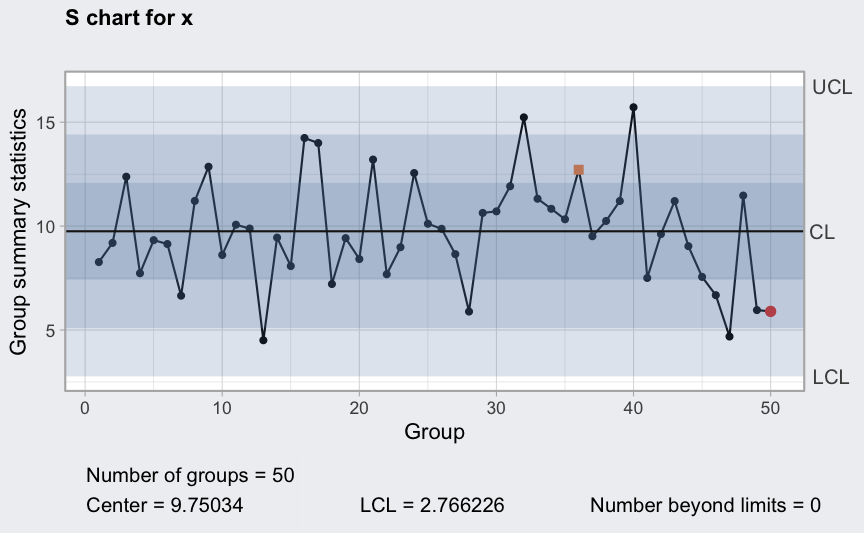 S chart for x
UCL
15
10
CL
5
LCL
Group summary statistics
0 10 20 30 40 50
Group
Number of groups = 50
Center = 9.75034 LCL = 2.766226 Number beyond limits = 0